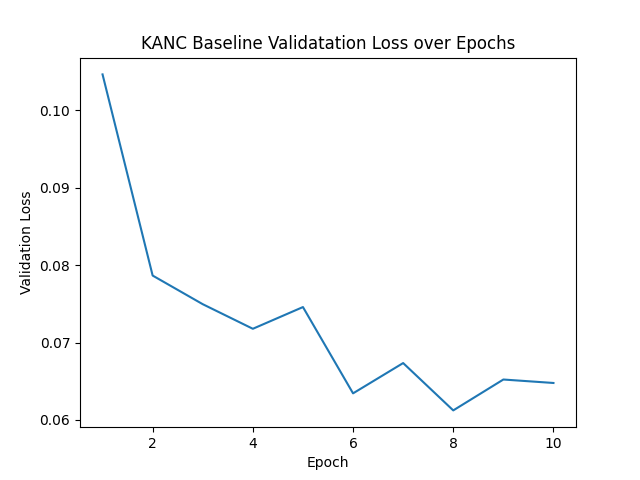 KANC Baseline Validatation Loss over Epochs
0.10
0.09
0.08
0.07
0.06
Validation Loss
2 4 6 8 10
Epoch